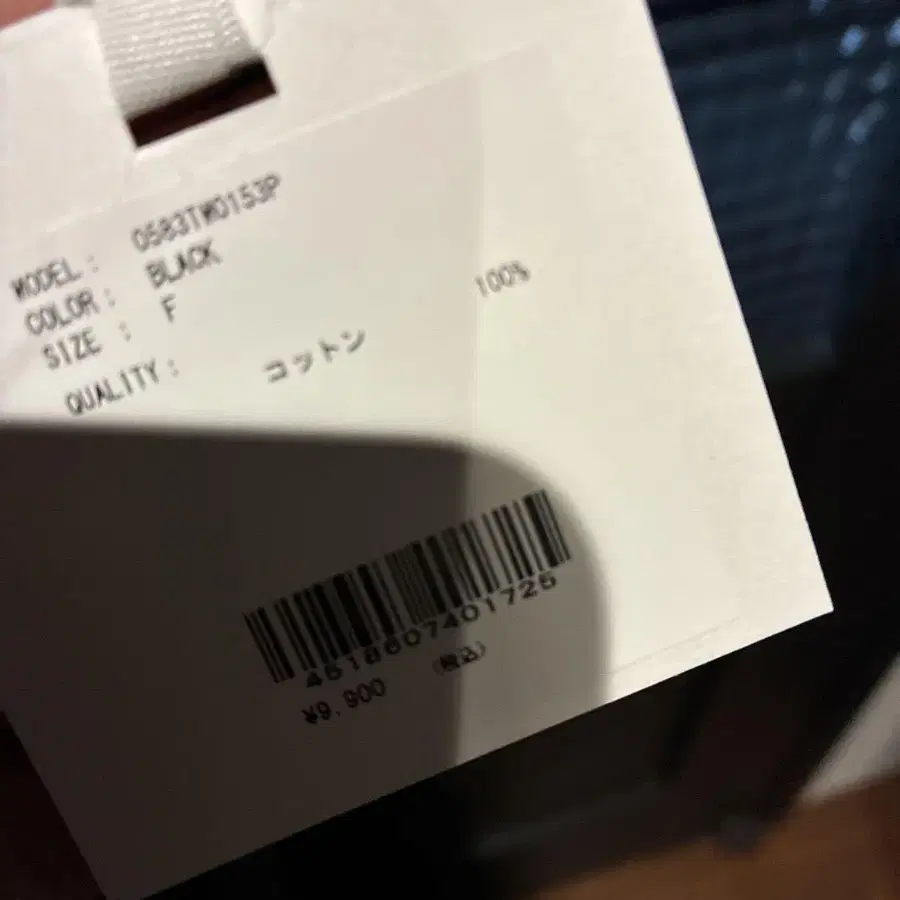 MODEL: 0583TW0153P
COLOR: BLACK
SIZE : F
QUALITY: コットン 100%
4518607401725
¥9,900 (税込)